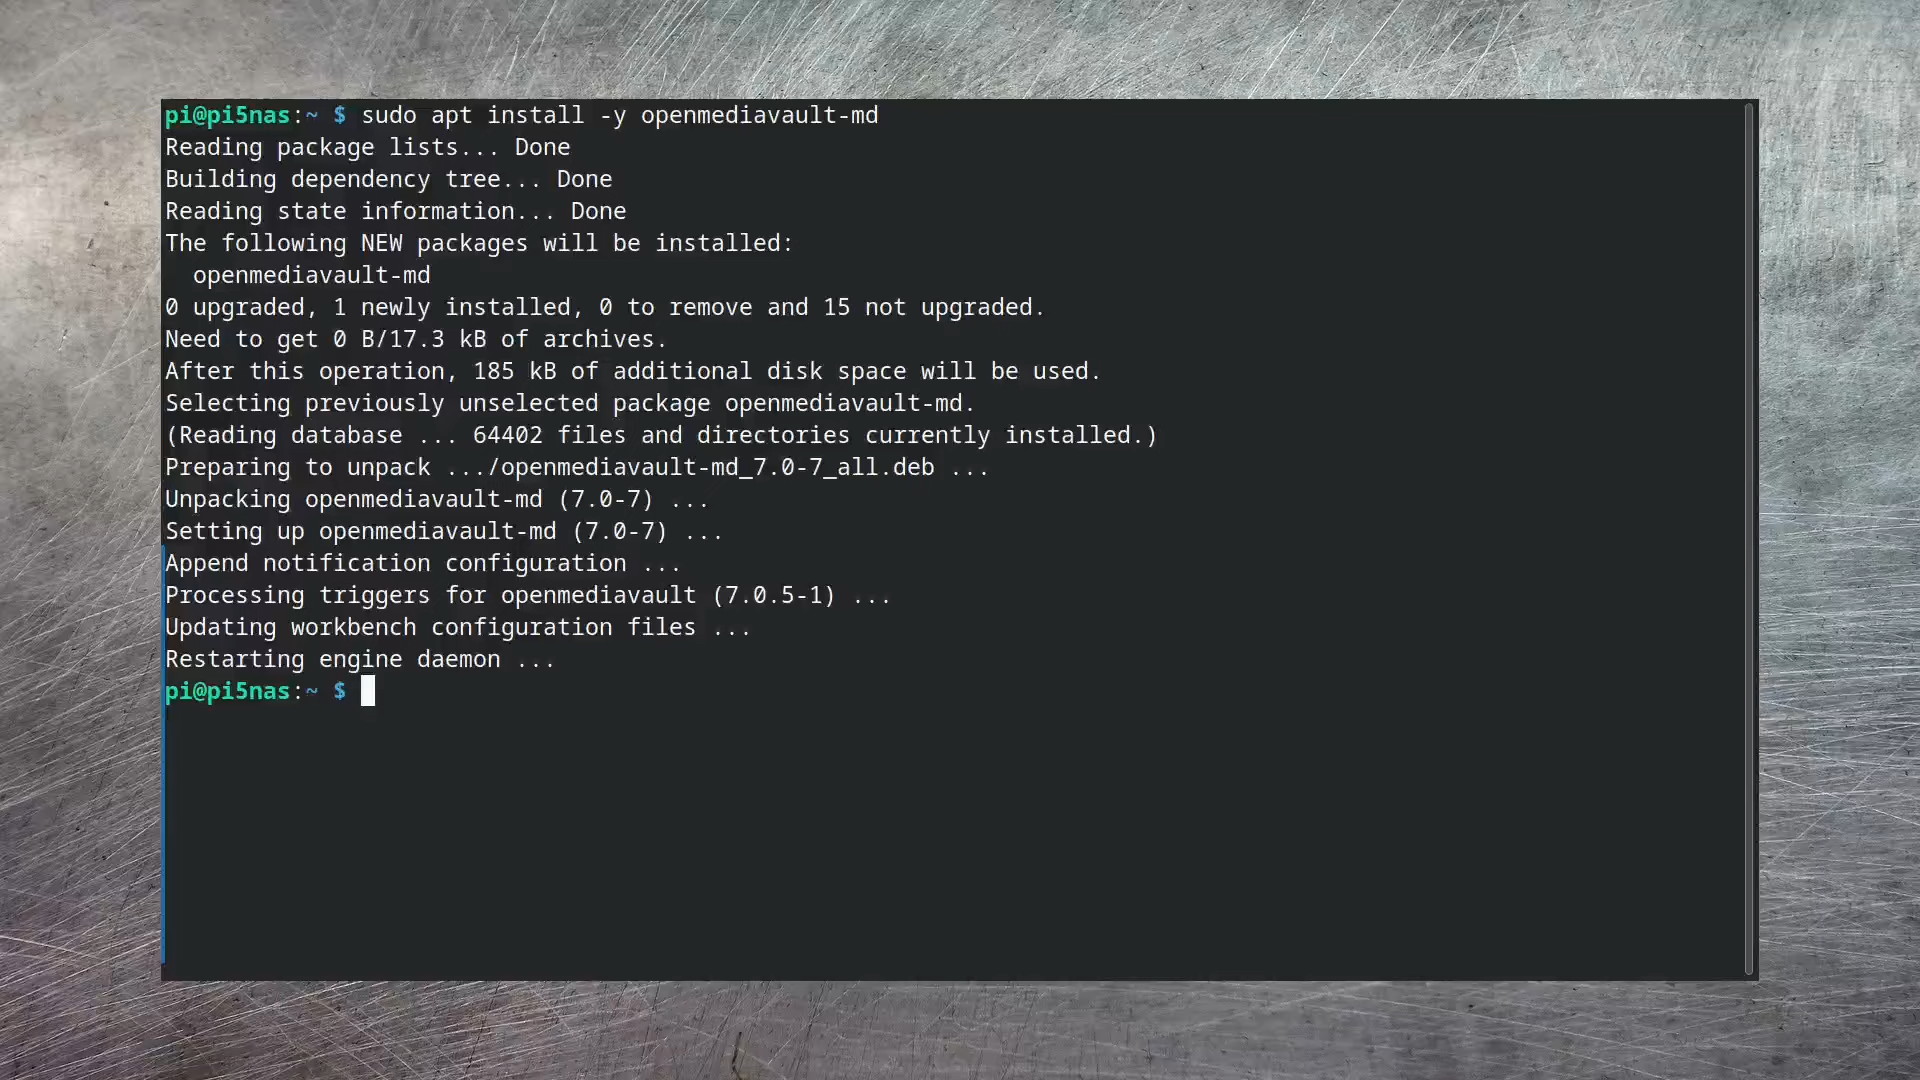 pi@pi5nas:~ $ sudo apt install -y openmediavault-md
Reading package lists... Done
Building dependency tree... Done
Reading state information... Done
The following NEW packages will be installed:
  openmediavault-md
0 upgraded, 1 newly installed, 0 to remove and 15 not upgraded.
Need to get 0 B/17.3 kB of archives.
After this operation, 185 kB of additional disk space will be used.
Selecting previously unselected package openmediavault-md.
(Reading database ... 64402 files and directories currently installed.)
Preparing to unpack .../openmediavault-md_7.0-7_all.deb ...
Unpacking openmediavault-md (7.0-7) ...
Setting up openmediavault-md (7.0-7) ...
Append notification configuration ...
Processing triggers for openmediavault (7.0.5-1) ...
Updating workbench configuration files ...
Restarting engine daemon ...
pi@pi5nas:~ $